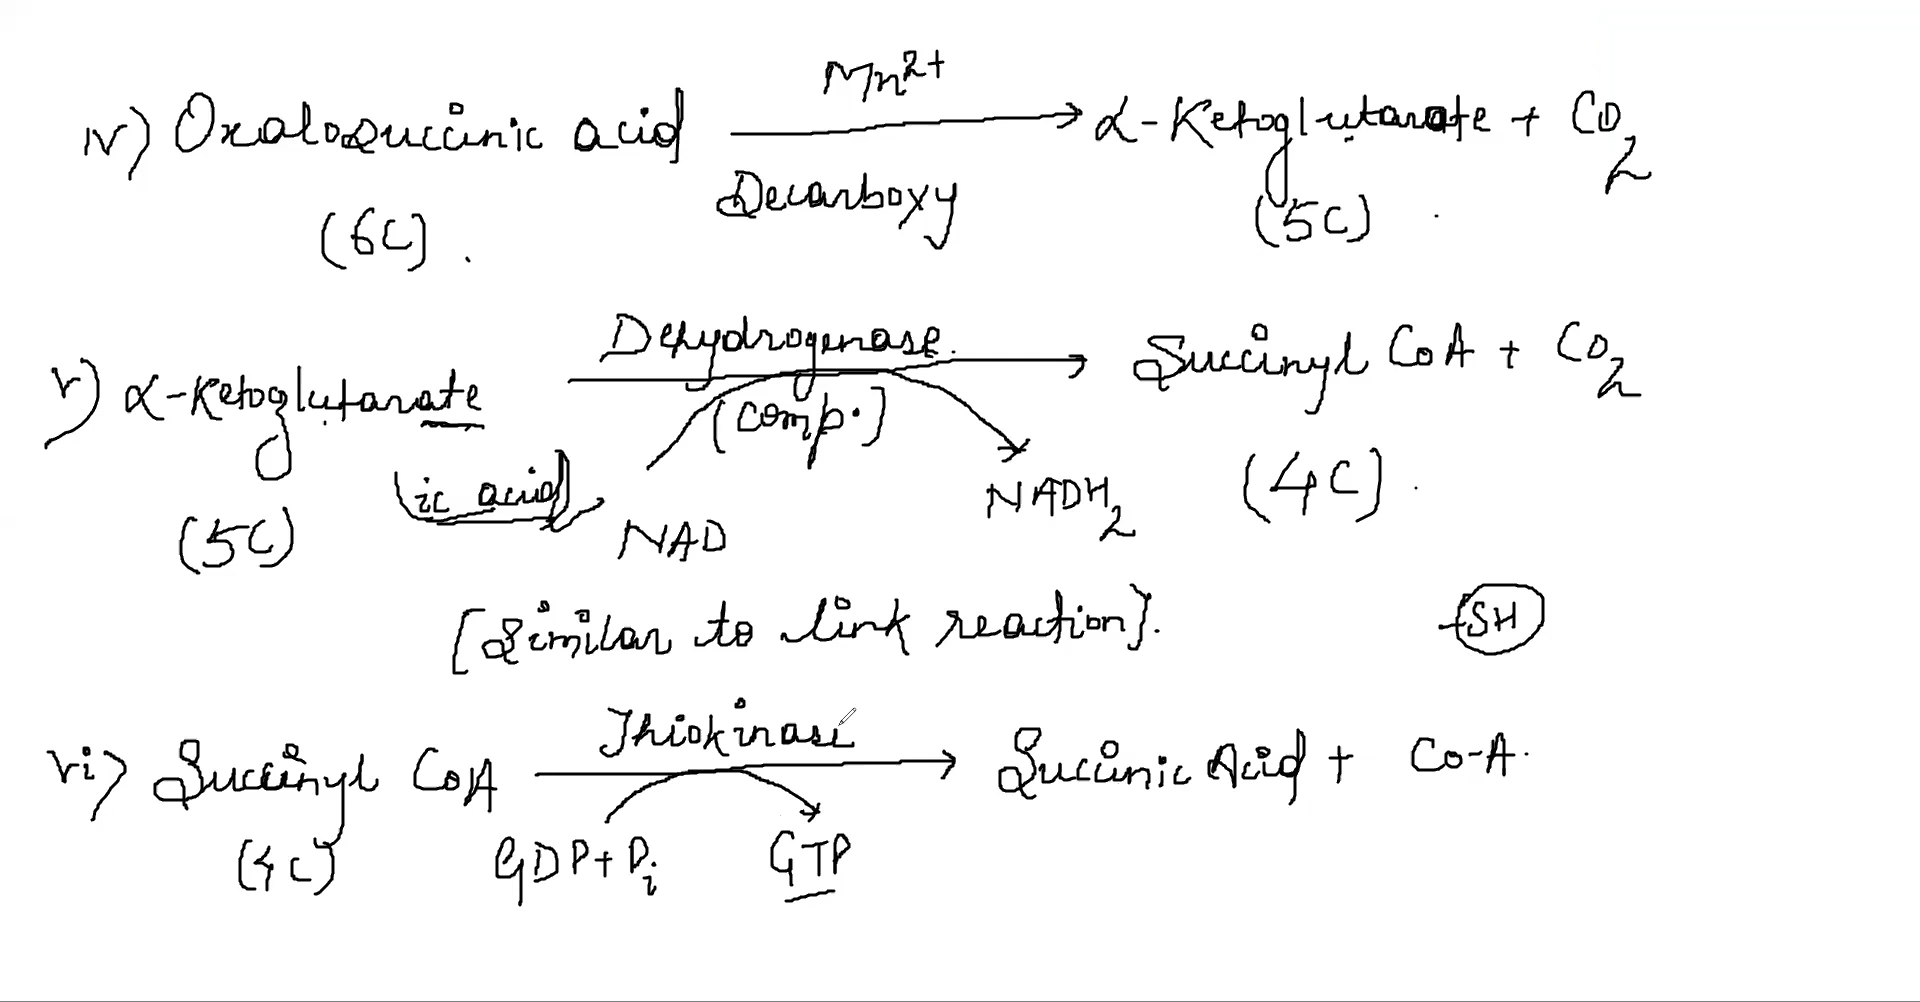 Mn²⁺
iv) Oxalosuccinic acid → α-Ketoglutarate + CO₂
Decarboxy
(6C). (5C)
Dehydrogenase.
v) α-Ketoglutarate → Succinyl CoA + CO₂
(comp.)
(ic acid)
(5C) NAD NADH₂ (4C)
[Similar to link reaction].
-SH
Thiokinase
vi) Succinyl CoA → Succinic Acid + Co-A.
(4C) GDP+Pi GTP